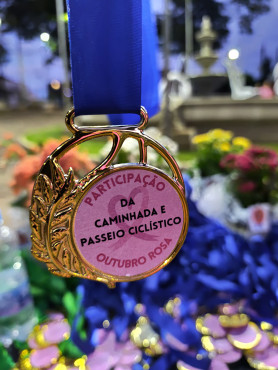 PARTICIPAÇÃO
DA
CAMINHADA E
PASSEIO CICLÍSTICO
OUTUBRO ROSA